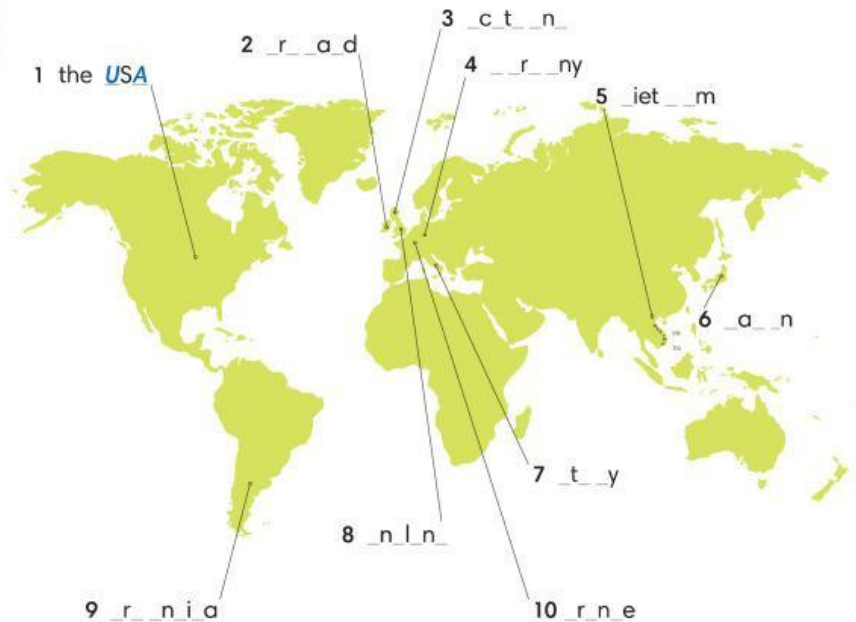 3 _c_t_ _n_
2 _r_ _a_d
4 _ _r_ _ny
1 the USA
5 _iet _ _m
6 _a_ _n
7 _t_ _y
8 _n_l_n_
9 _r_ _n_i_a
10 _r_n_e